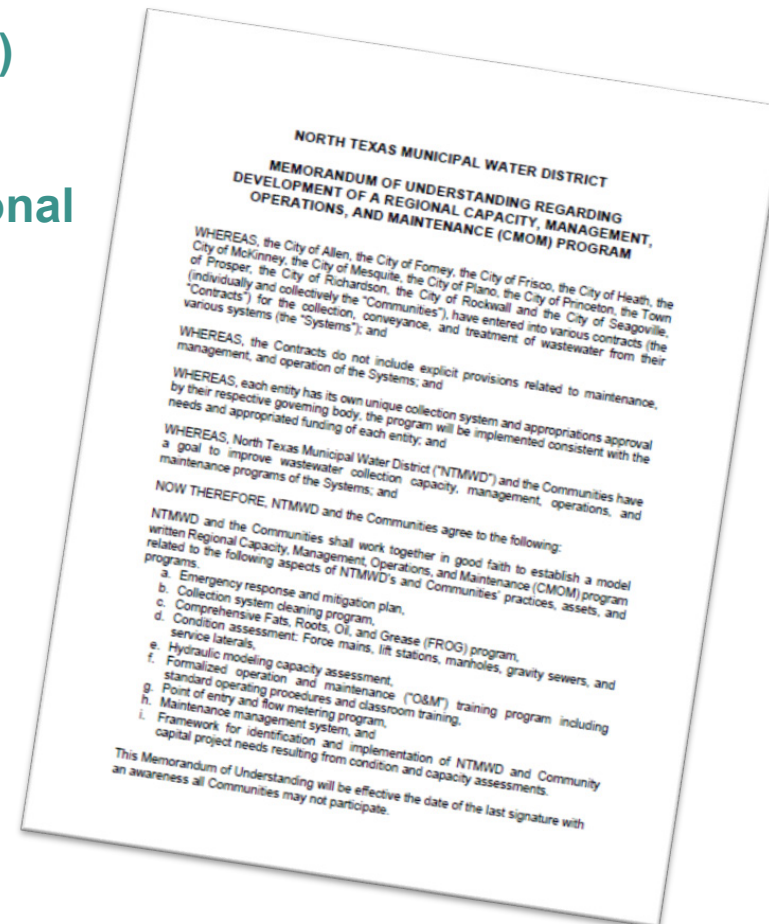 )
onal
NORTH TEXAS MUNICIPAL WATER DISTRICT
MEMORANDUM OF UNDERSTANDING REGARDING
DEVELOPMENT OF A REGIONAL CAPACITY, MANAGEMENT,
OPERATIONS, AND MAINTENANCE (CMOM) PROGRAM
WHEREAS, the City of Allen, the City of Forney, the City of Frisco, the City of Heath, the
City of McKinney, the City of Mesquite, the City of Plano, the City of Princeton, the Town
of Prosper, the City of Richardson, the City of Rockwall and the City of Seagoville,
(individually and collectively the "Communities"), have entered into various contracts (the
"Contracts") for the collection, conveyance, and treatment of wastewater from their
various systems (the "Systems"); and
WHEREAS, the Contracts do not include explicit provisions related to maintenance,
management, and operation of the Systems; and
WHEREAS, each entity has its own unique collection system and appropriations approval
by their respective governing body, the program will be implemented consistent with the
needs and appropriated funding of each entity; and
WHEREAS, North Texas Municipal Water District ("NTMWD") and the Communities have
a goal to improve wastewater collection capacity, management, operations, and
maintenance programs of the Systems; and
NOW THEREFORE, NTMWD and the Communities agree to the following:
NTMWD and the Communities shall work together in good faith to establish a model
written Regional Capacity, Management, Operations, and Maintenance (CMOM) program
related to the following aspects of NTMWD's and Communities' practices, assets, and
programs.
a. Emergency response and mitigation plan,
b. Collection system cleaning program,
c. Comprehensive Fats, Roots, Oil, and Grease (FROG) program,
d. Condition assessment: Force mains, lift stations, manholes, gravity sewers, and
service laterals,
e. Hydraulic modeling capacity assessment,
f. Formalized operation and maintenance ("O&M") training program including
standard operating procedures and classroom training,
g. Point of entry and flow metering program,
h. Maintenance management system, and
i. Framework for identification and implementation of NTMWD and Community
capital project needs resulting from condition and capacity assessments.
This Memorandum of Understanding will be effective the date of the last signature with
an awareness all Communities may not participate.